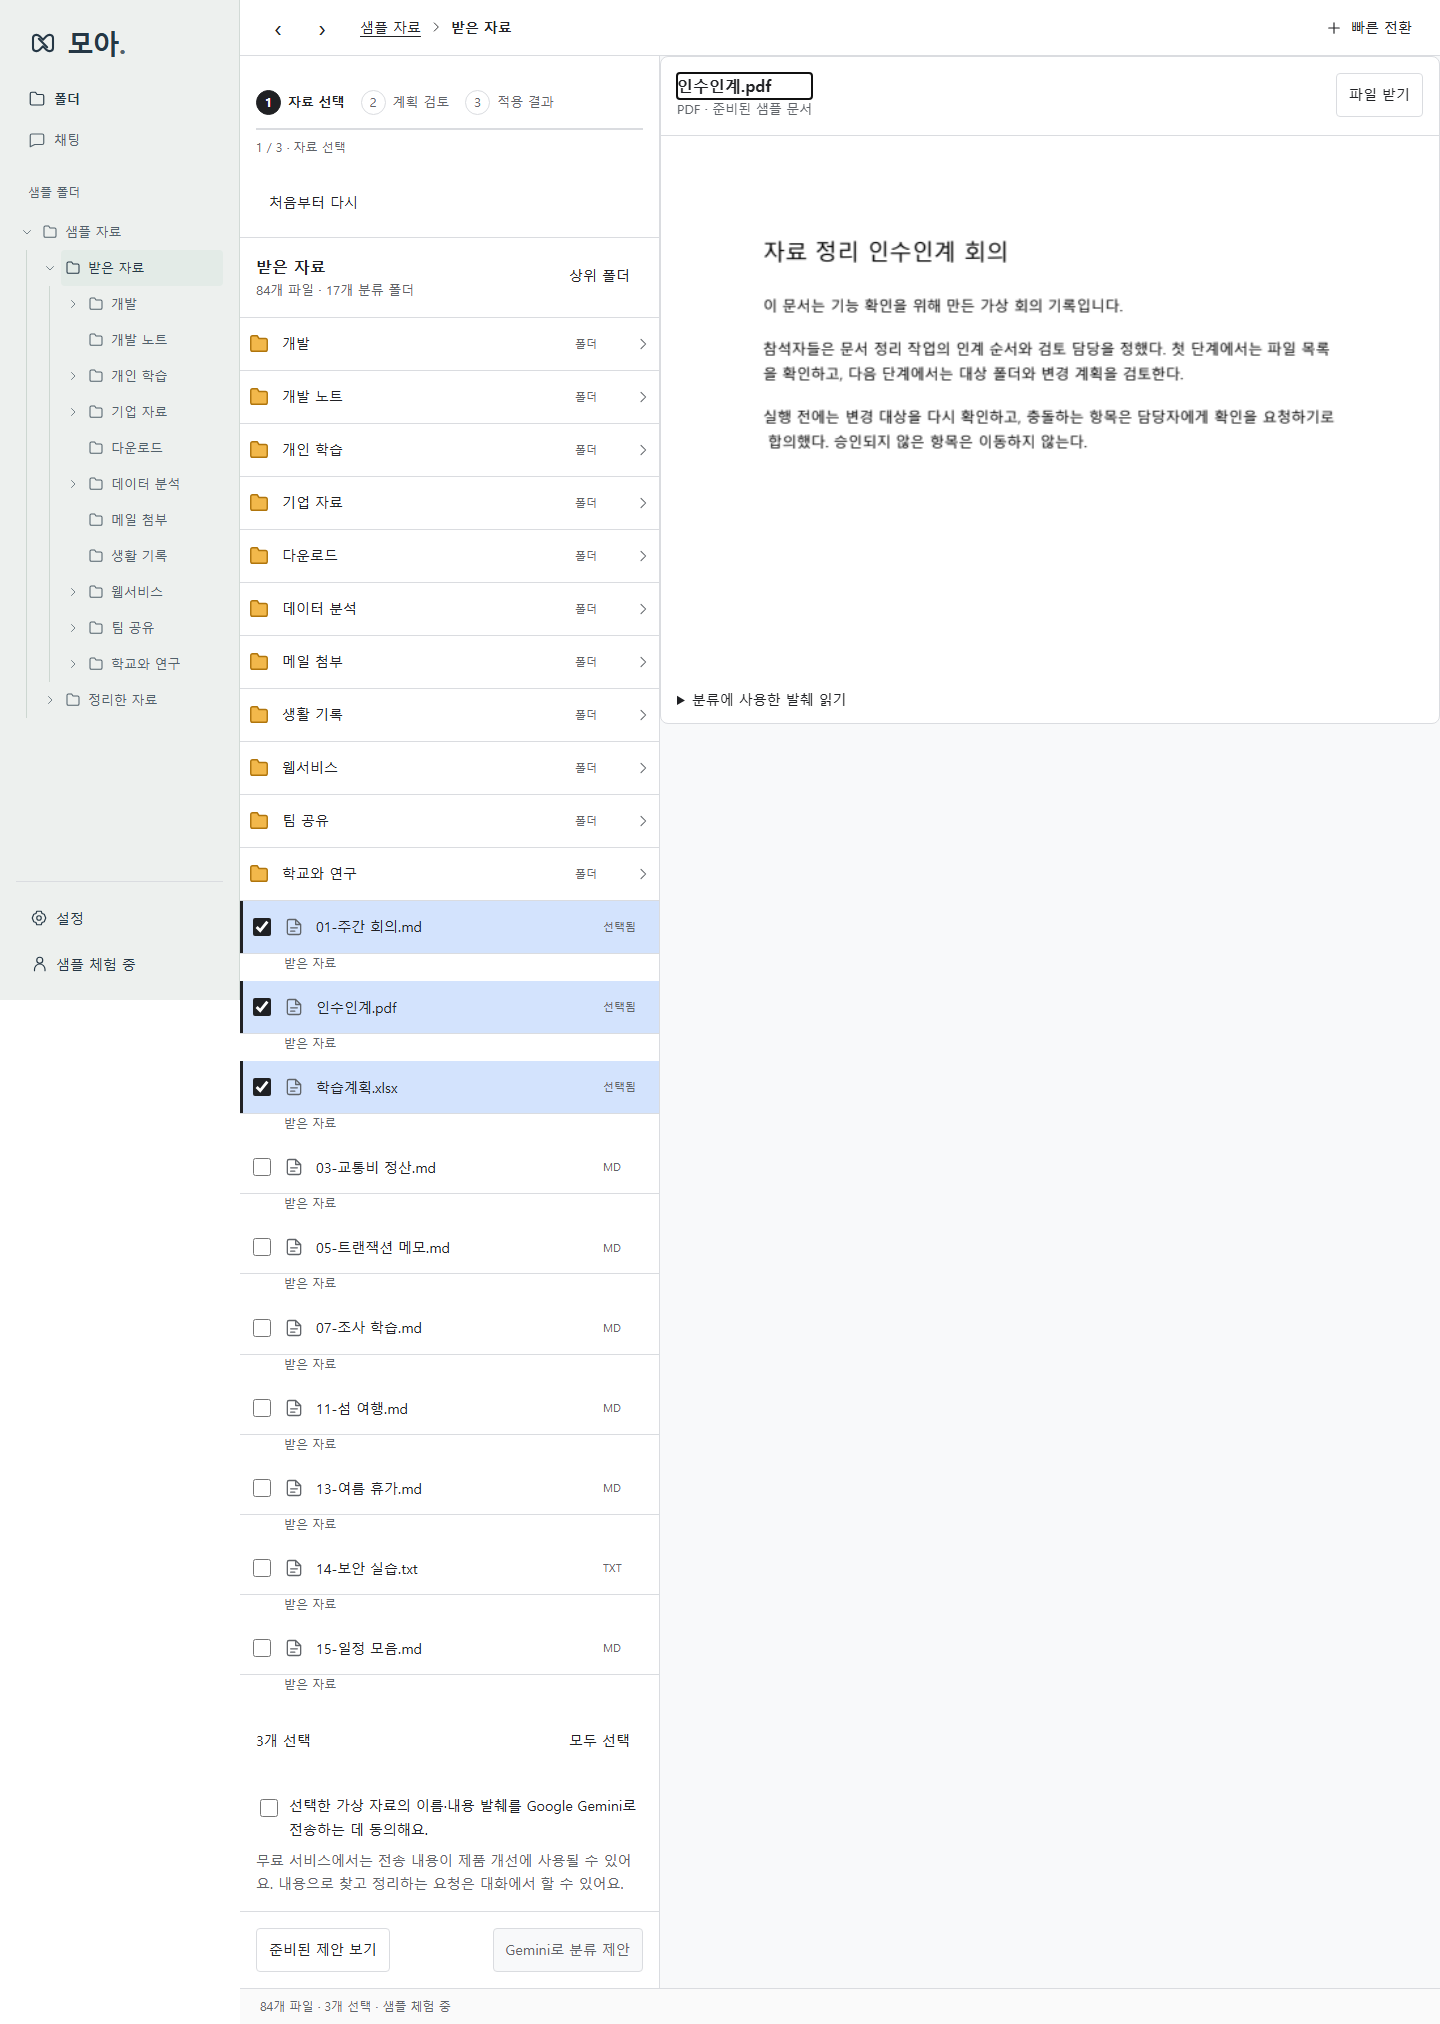 모아.
폴더
채팅
샘플 폴더
샘플 자료
받은 자료
개발
개발 노트
개인 학습
기업 자료
다운로드
데이터 분석
메일 첨부
생활 기록
웹서비스
팀 공유
학교와 연구
정리한 자료
설정
샘플 체험 중
샘플 자료 > 받은 자료
빠른 전환
1 자료 선택 2 계획 검토 3 적용 결과
1 / 3 · 자료 선택
처음부터 다시
받은 자료
84개 파일 · 17개 분류 폴더
상위 폴더
개발 폴더
개발 노트 폴더
개인 학습 폴더
기업 자료 폴더
다운로드 폴더
데이터 분석 폴더
메일 첨부 폴더
생활 기록 폴더
웹서비스 폴더
팀 공유 폴더
학교와 연구 폴더
01-주간 회의.md 선택됨
받은 자료
인수인계.pdf 선택됨
받은 자료
학습계획.xlsx 선택됨
받은 자료
03-교통비 정산.md MD
받은 자료
05-트랜잭션 메모.md MD
받은 자료
07-조사 학습.md MD
받은 자료
11-섬 여행.md MD
받은 자료
13-여름 휴가.md MD
받은 자료
14-보안 실습.txt TXT
받은 자료
15-일정 모음.md MD
받은 자료
3개 선택 모두 선택
선택한 가상 자료의 이름·내용 발췌를 Google Gemini로
전송하는 데 동의해요.
무료 서비스에서는 전송 내용이 제품 개선에 사용될 수 있어
요. 내용으로 찾고 정리하는 요청은 대화에서 할 수 있어요.
준비된 제안 보기 Gemini로 분류 제안
84개 파일 · 3개 선택 · 샘플 체험 중
인수인계.pdf
PDF · 준비된 샘플 문서
파일 받기
자료 정리 인수인계 회의
이 문서는 기능 확인을 위해 만든 가상 회의 기록입니다.
참석자들은 문서 정리 작업의 인계 순서와 검토 담당을 정했다. 첫 단계에서는 파일 목록
을 확인하고, 다음 단계에서는 대상 폴더와 변경 계획을 검토한다.
실행 전에는 변경 대상을 다시 확인하고, 충돌하는 항목은 담당자에게 확인을 요청하기로
합의했다. 승인되지 않은 항목은 이동하지 않는다.
분류에 사용한 발췌 읽기